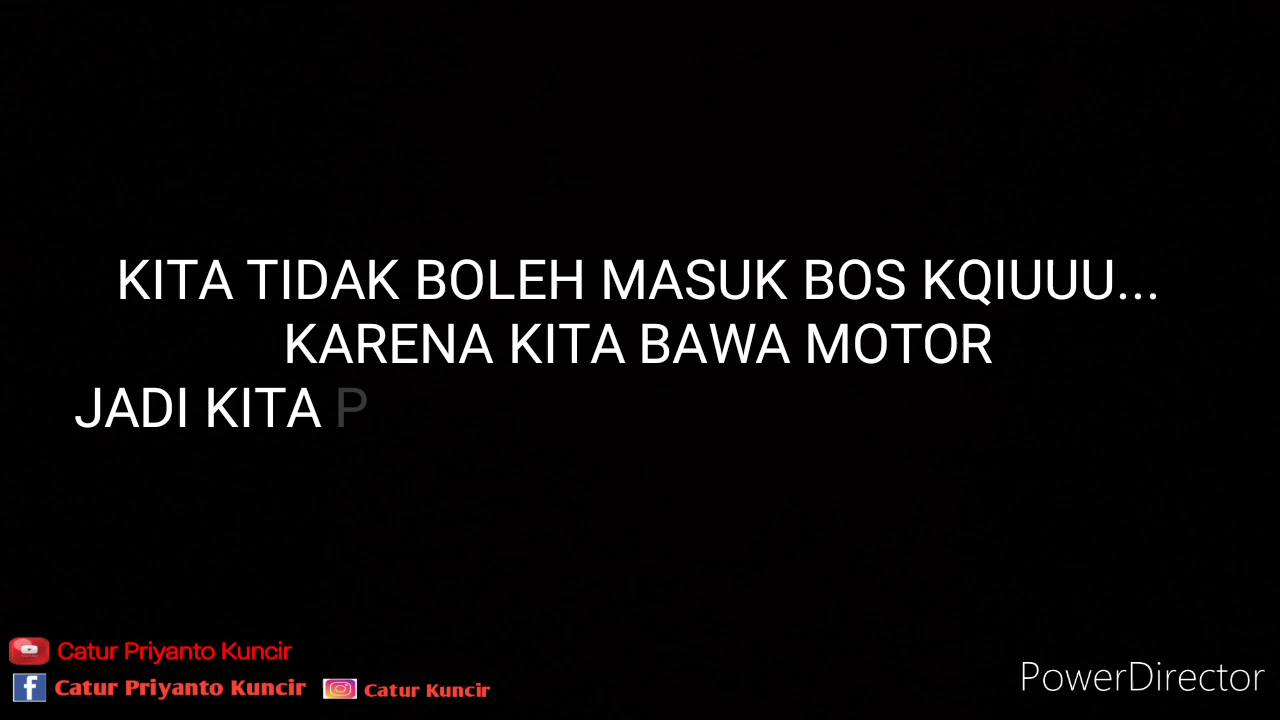 KITA TIDAK BOLEH MASUK BOS KQIUUU...
KARENA KITA BAWA MOTOR
JADI KITA P
Catur Priyanto Kuncir
Catur Priyanto Kuncir
Catur Kuncir
PowerDirector